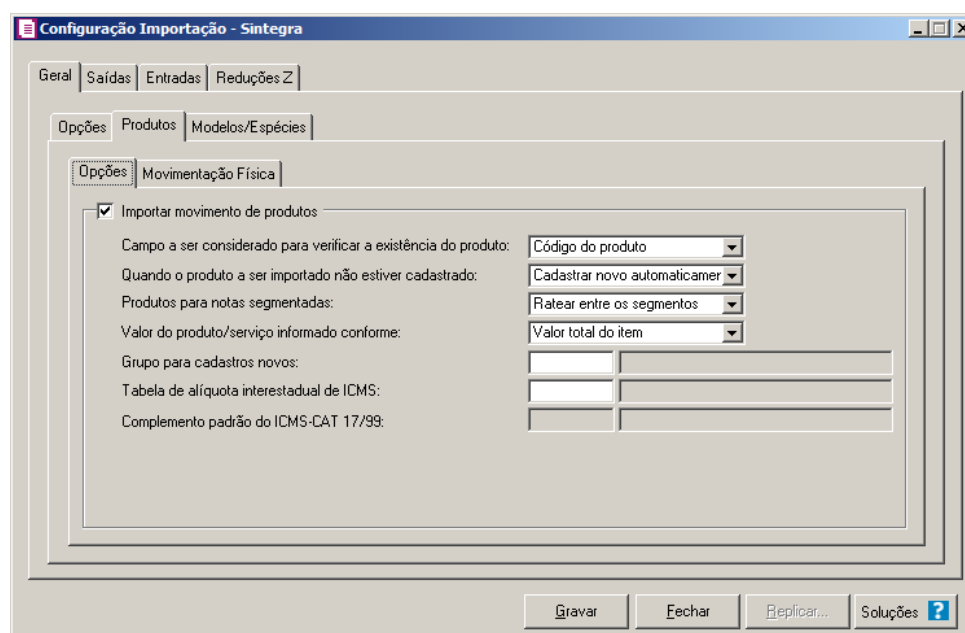 Configuração Importação - Sintegra
Geral Saídas Entradas Reduções Z
Opções Produtos Modelos/Espécies
Opções Movimentação Física
Importar movimento de produtos
Campo a ser considerado para verificar a existência do produto: Código do produto
Quando o produto a ser importado não estiver cadastrado: Cadastrar novo automaticamer
Produtos para notas segmentadas: Ratear entre os segmentos
Valor do produto/serviço informado conforme: Valor total do item
Grupo para cadastros novos:
Tabela de alíquota interestadual de ICMS:
Complemento padrão do ICMS-CAT 17/99:
Gravar Fechar Replicar... Soluções ?